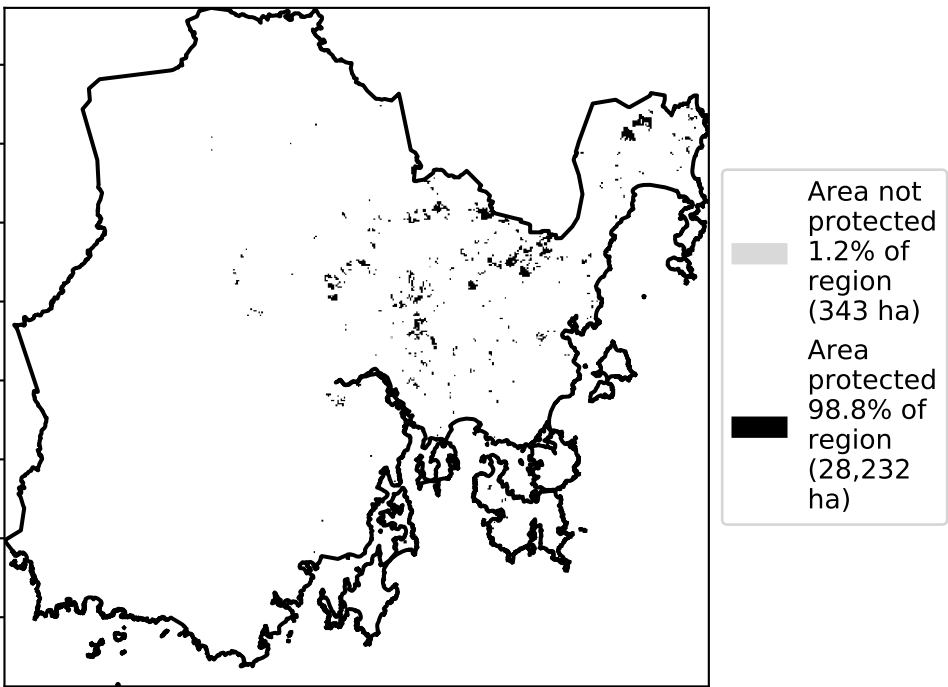 Area not
protected
1.2% of
region
(343 ha)
Area
protected
98.8% of
region
(28,232
ha)